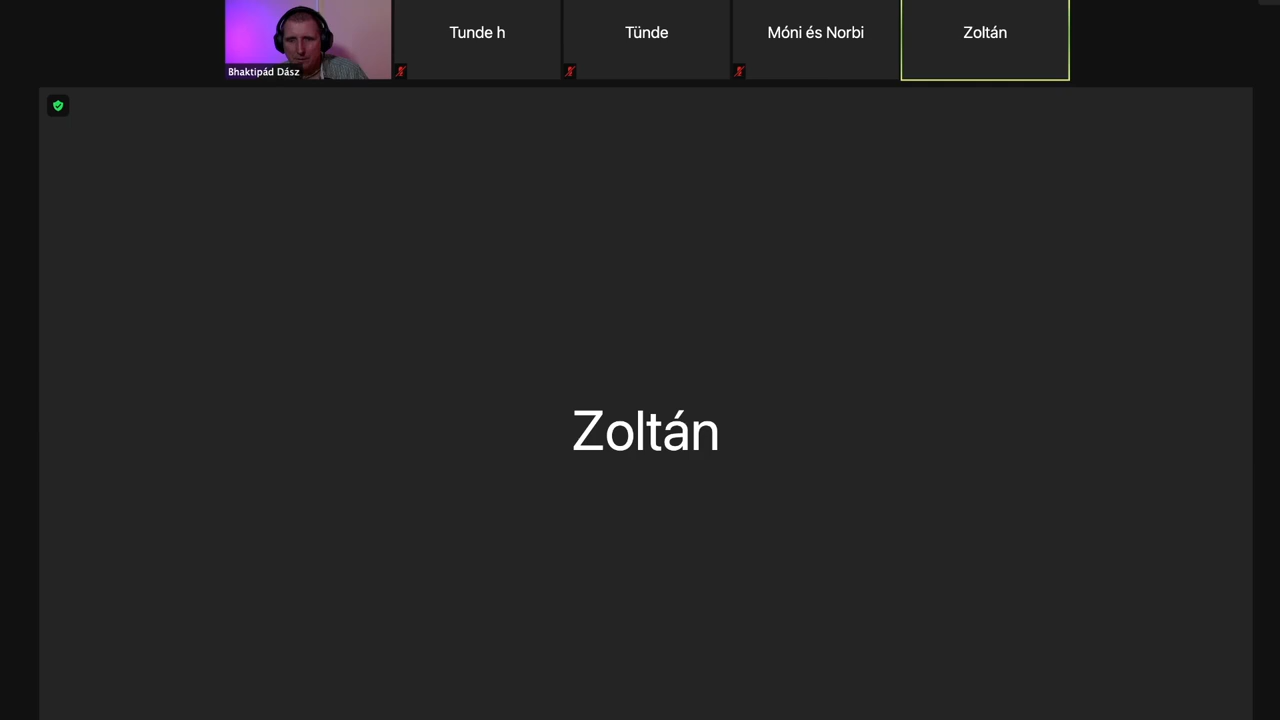 Tunde h
Tünde
Móni és Norbi
Zoltán
Bhaktipád Dász
Zoltán